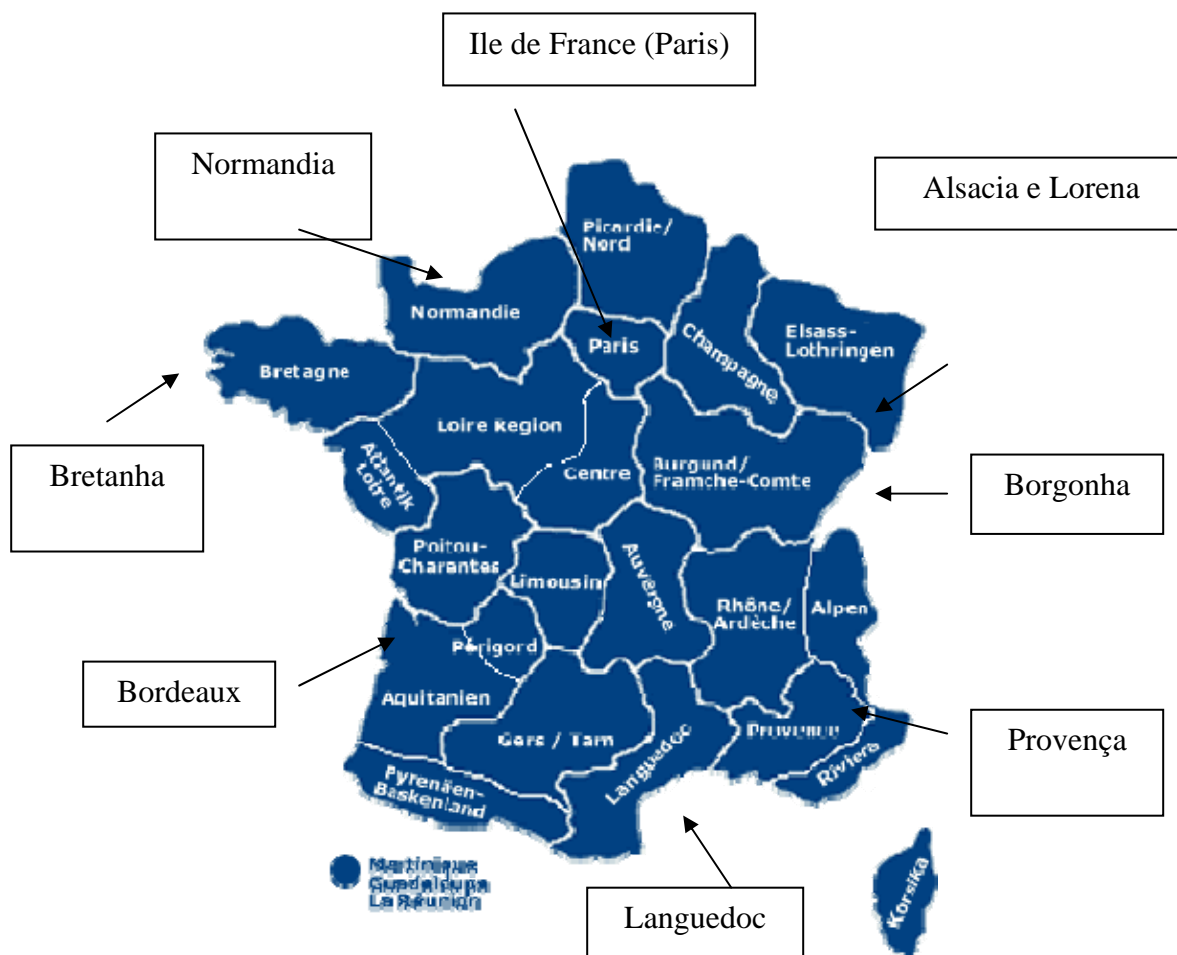 Ile de France (Paris)
Normandia
Alsacia e Lorena
Picardie/
Nord
Normandie
Paris
Champagne
Elsass-
Lothringen
Bretagne
Loire Region
Centre
Burgund/
Framche-Comte
Bretanha
Atlantik
Loire
Borgonha
Poitou-
Charentes
Limousin
Auvergne
Rhône/
Ardèche
Alpen
Périgord
Bordeaux
Aquitanien
Gers / Tarn
Languedoc
Provence
Riviera
Provença
Pyrenäen-
Baskenland
Martinique
Guadeloupe
La Réunion
Korsika
Languedoc